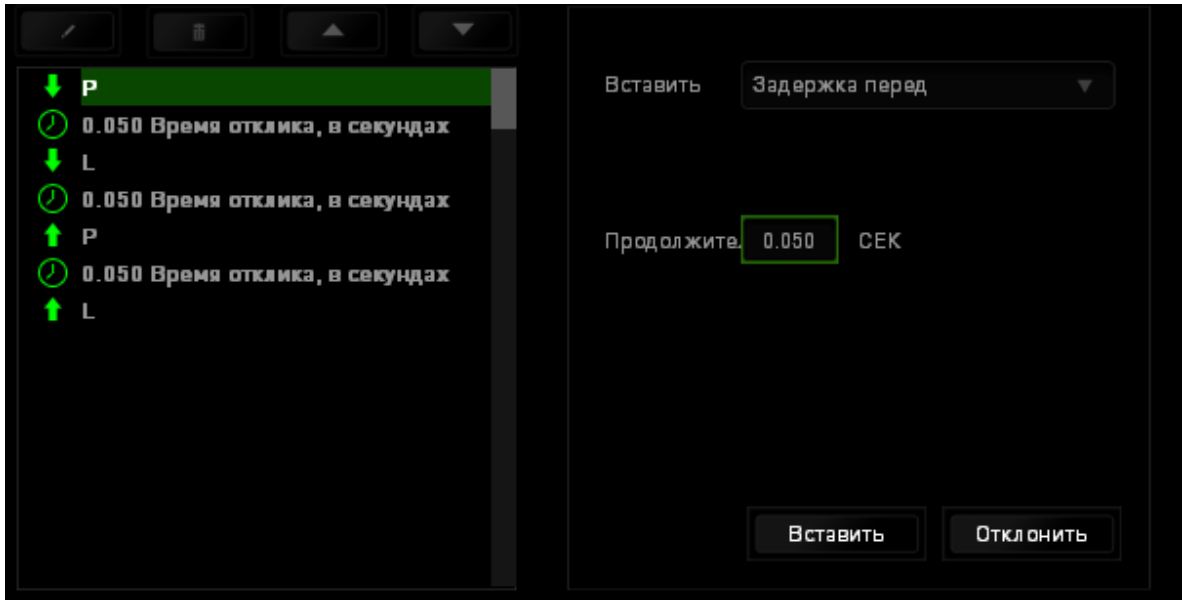 P
0.050 Время отклика, в секундах
L
0.050 Время отклика, в секундах
P
0.050 Время отклика, в секундах
L
Вставить Задержка перед
Продолжите. 0.050 СЕК
Вставить Отклонить